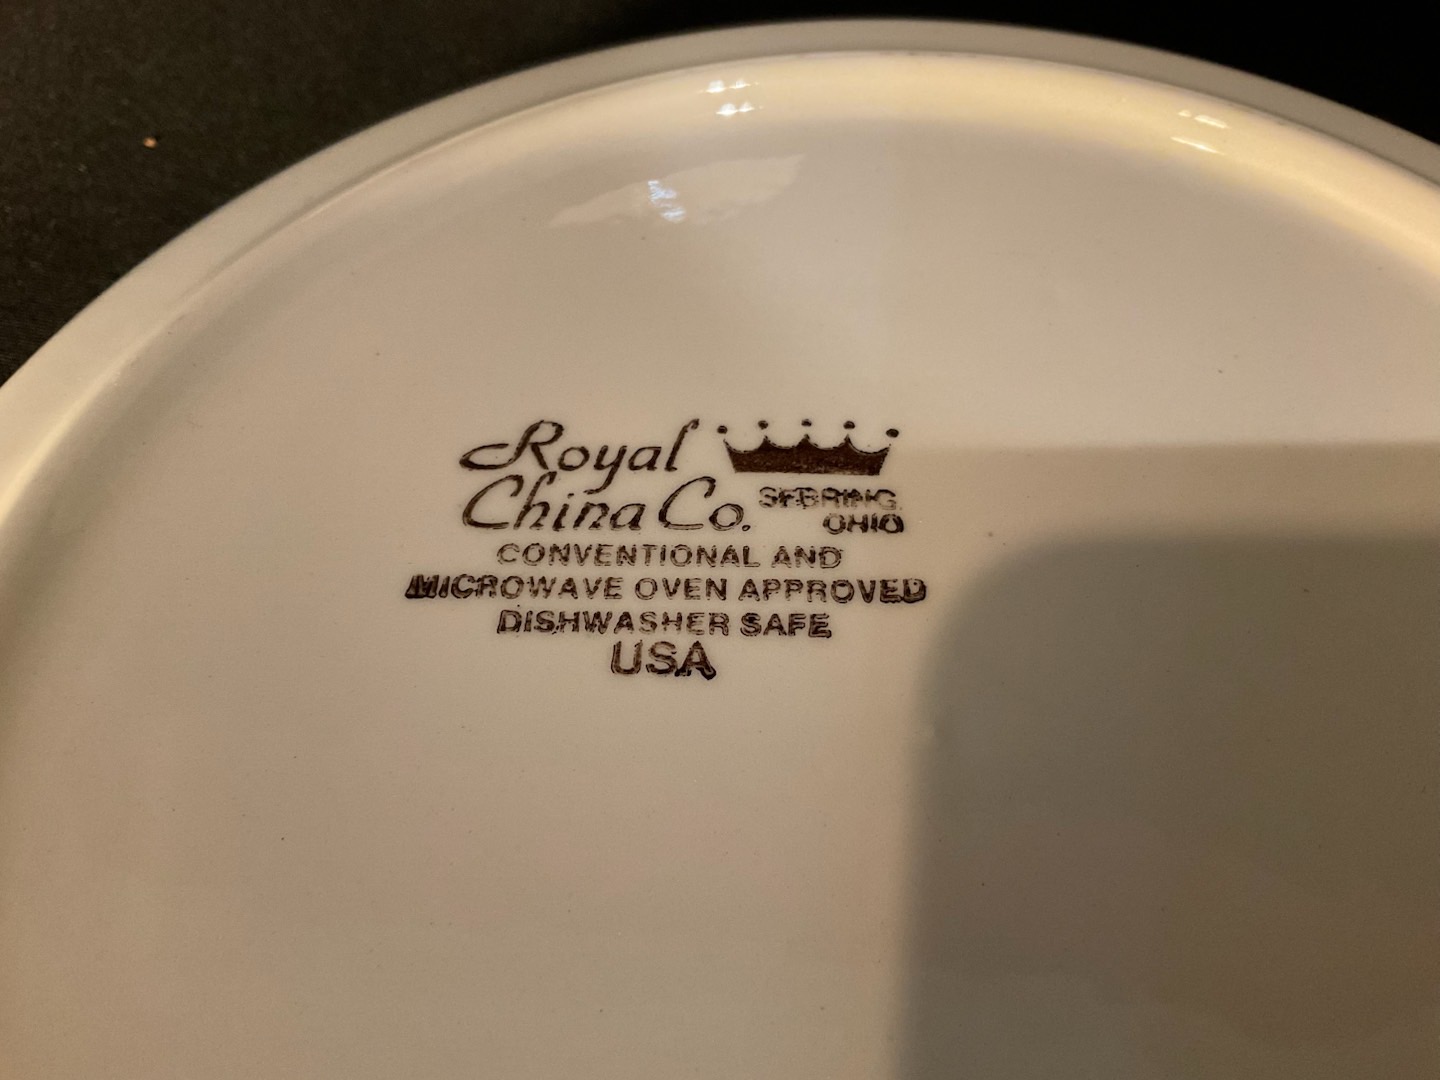 Royal
China Co. SEBRING,
OHIO
CONVENTIONAL AND
MICROWAVE OVEN APPROVED
DISHWASHER SAFE
USA